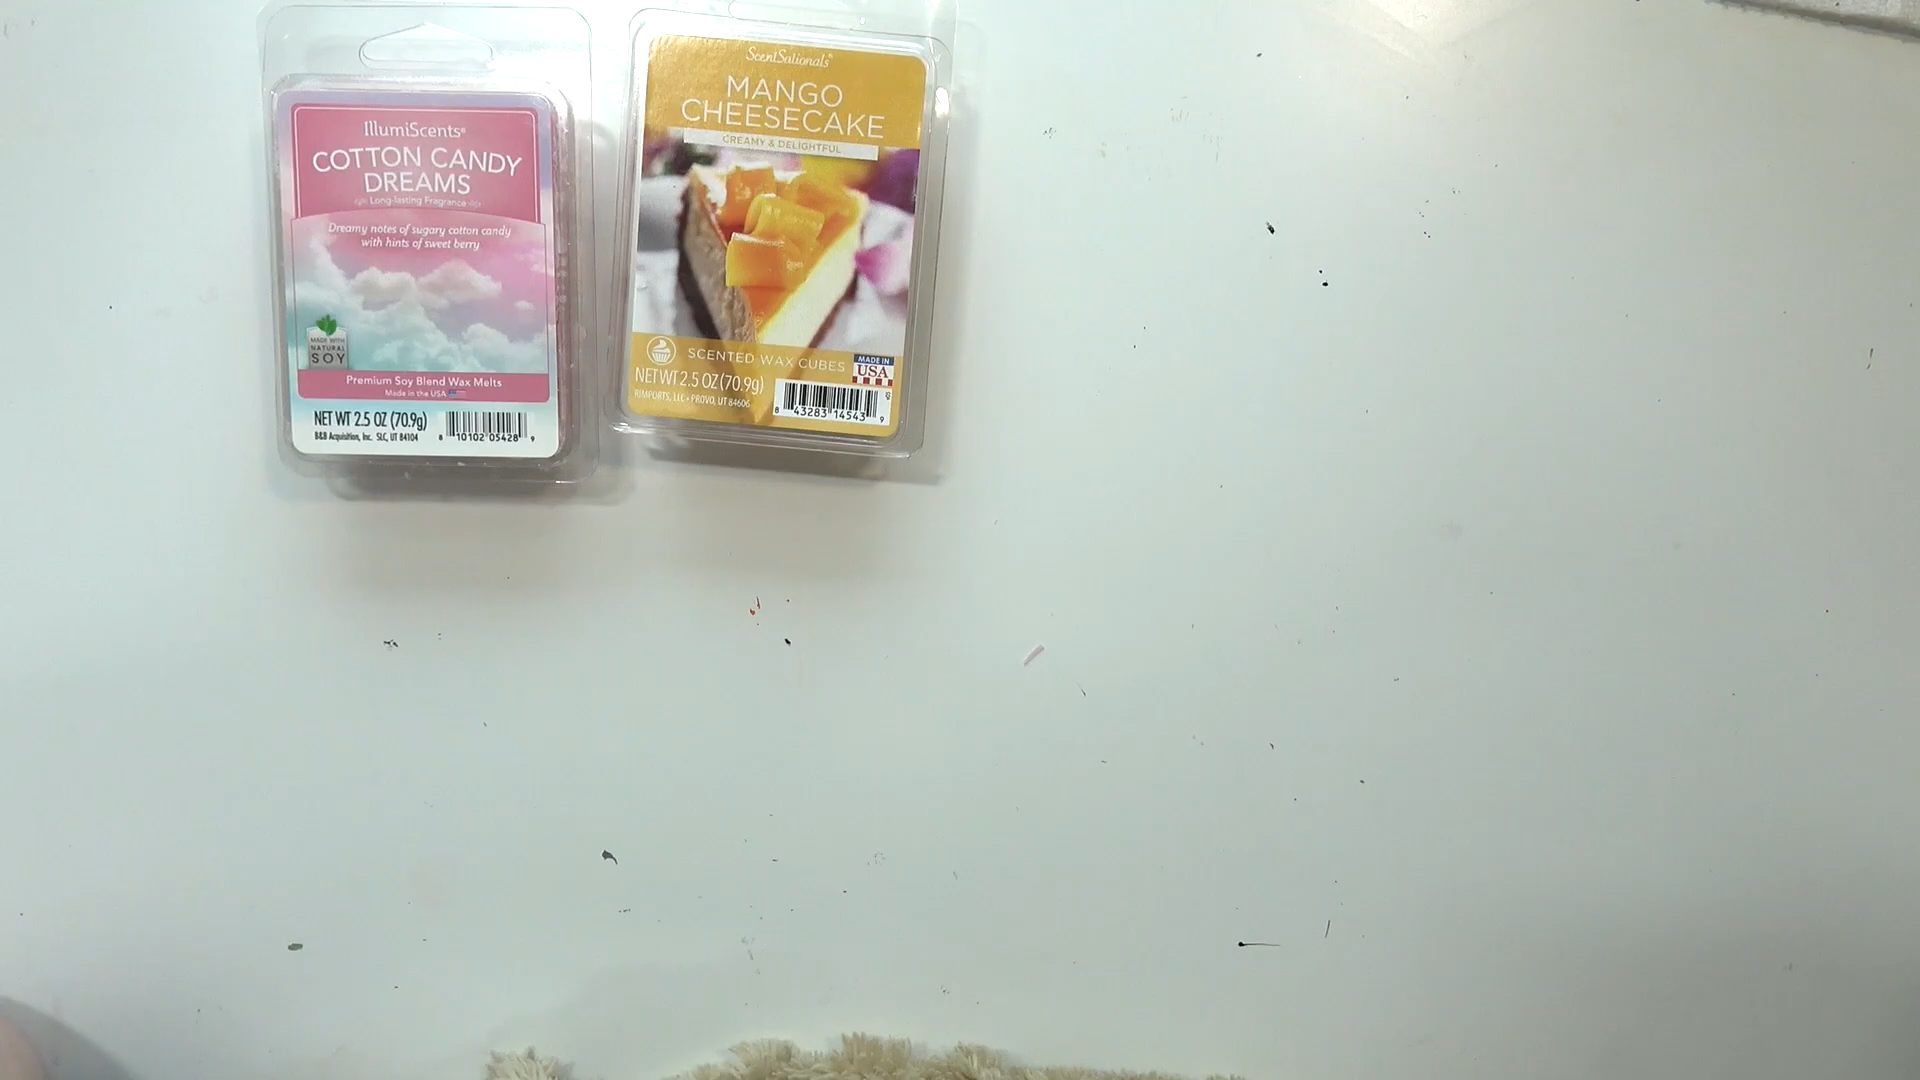 IllumiScents®
COTTON CANDY
DREAMS
Long-lasting Fragrance
Dreamy notes of sugary cotton candy
with hints of sweet berry
MADE WITH
NATURAL
SOY
Premium Soy Blend Wax Melts
Made in the USA
NET WT 2.5 OZ (70.9g)
B&B Acquisition, Inc. SLC, UT 84104
8 10102 05428 9
ScentSationals
MANGO
CHEESECAKE
CREAMY & DELIGHTFUL
SCENTED WAX CUBES
MADE IN
USA
NET WT 2.5 OZ (70.9g)
RIMPORTS, LLC • PROVO, UT 84606
8 43283 14543 9